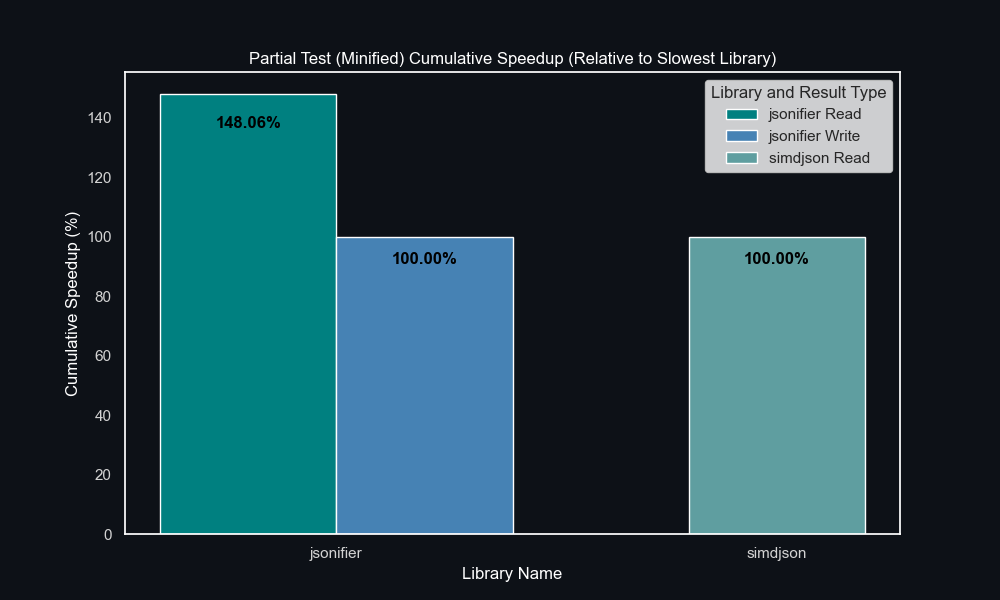 Partial Test (Minified) Cumulative Speedup (Relative to Slowest Library)
Library and Result Type
jsonifier Read
jsonifier Write
simdjson Read
Cumulative Speedup (%)
140
120
100
80
60
40
20
0
148.06%
100.00%
100.00%
jsonifier
simdjson
Library Name